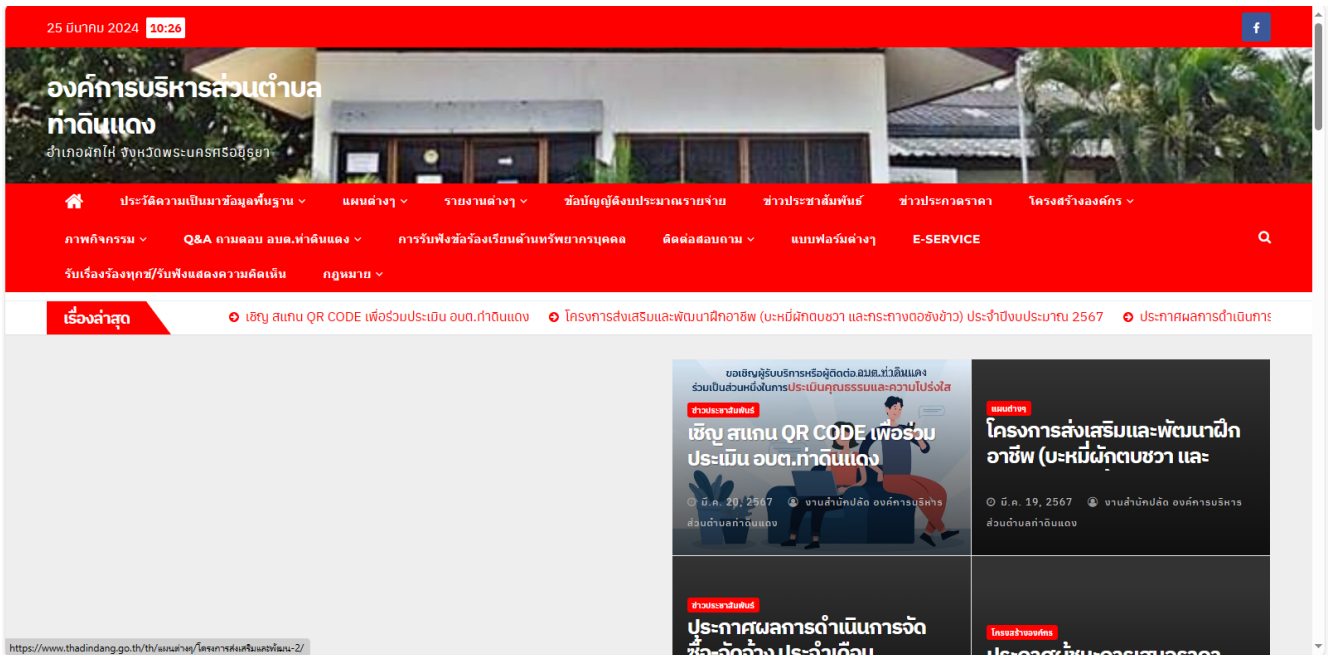 25 มีนาคม 2024 10:26
องค์การบริหารส่วนตำบล
ท่าดินแดง
อำเภอผักไห่ จังหวัดพระนครศรีอยุธยา
ประวัติความเป็นมาข้อมูลพื้นฐาน แผนต่างๆ รายงานต่างๆ ข้อบัญญัติงบประมาณรายจ่าย ข่าวประชาสัมพันธ์ ข่าวประกวดราคา โครงสร้างองค์กร
ภาพกิจกรรม Q&A ถามตอบ อบต.ท่าดินแดง การรับฟังข้อร้องเรียนด้านทรัพยากรบุคคล ติดต่อสอบถาม แบบฟอร์มต่างๆ E-SERVICE
รับเรื่องร้องทุกข์/รับฟังแสดงความคิดเห็น กฎหมาย
เรื่องล่าสุด เชิญ สแกน QR CODE เพื่อร่วมประเมิน อบต.ท่าดินแดง โครงการส่งเสริมและพัฒนาฝึกอาชีพ (บะหมี่ผักตบชวา และกระถางตอซังข้าว) ประจำปีงบประมาณ 2567 ประกาศผลการดำเนินการ
ขอเชิญผู้รับบริการหรือผู้ติดต่อ อบต.ท่าดินแดง
ร่วมเป็นส่วนหนึ่งในการประเมินคุณธรรมและความโปร่งใส
ข่าวประชาสัมพันธ์
เชิญ สแกน QR CODE เพื่อร่วม
ประเมิน อบต.ท่าดินแดง
มี.ค. 20, 2567 งานสำนักปลัด องค์การบริหาร
ส่วนตำบลท่าดินแดง
แผนต่างๆ
โครงการส่งเสริมและพัฒนาฝึก
อาชีพ (บะหมี่ผักตบชวา และ
มี.ค. 19, 2567 งานสำนักปลัด องค์การบริหาร
ส่วนตำบลท่าดินแดง
ข่าวประชาสัมพันธ์
ประกาศผลการดำเนินการจัด
ซื้อ-จัดจ้าง ประจำเดือน
โครงสร้างองค์กร
ประกาศผู้ชนะการเสนอราคา
https://www.thadindang.go.th/th/แผนต่างๆ/โครงการส่งเสริมและพัฒน-2/